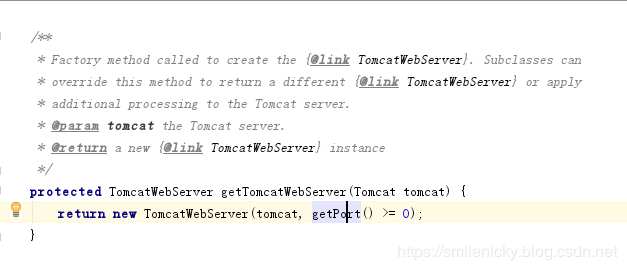 /**
* Factory method called to create the {@link TomcatWebServer}. Subclasses can
* override this method to return a different {@link TomcatWebServer} or apply
* additional processing to the Tomcat server.
* @param tomcat the Tomcat server.
* @return a new {@link TomcatWebServer} instance
*/
protected TomcatWebServer getTomcatWebServer(Tomcat tomcat) {
return new TomcatWebServer(tomcat, getPort() >= 0);
}
https://smilenicky.blog.csdn.net